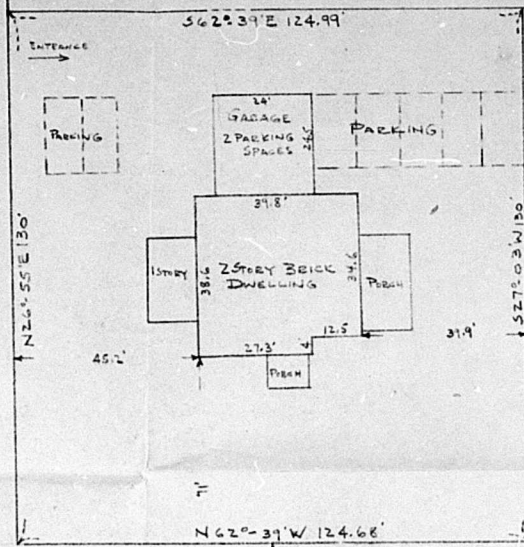 S62°39'E 124.99'
ENTRANCE
PARKING
24'
GARAGE
2 PARKING
SPACES
PARKING
39.8'
N26°-55'E 130'
1 STORY
38.6
2 STORY BRICK
DWELLING
34.6
PORCH
S27°-03'W 130'
12.5'
39.9'
45.2'
27.3'
4
PORCH
N62°-39'W 124.68'